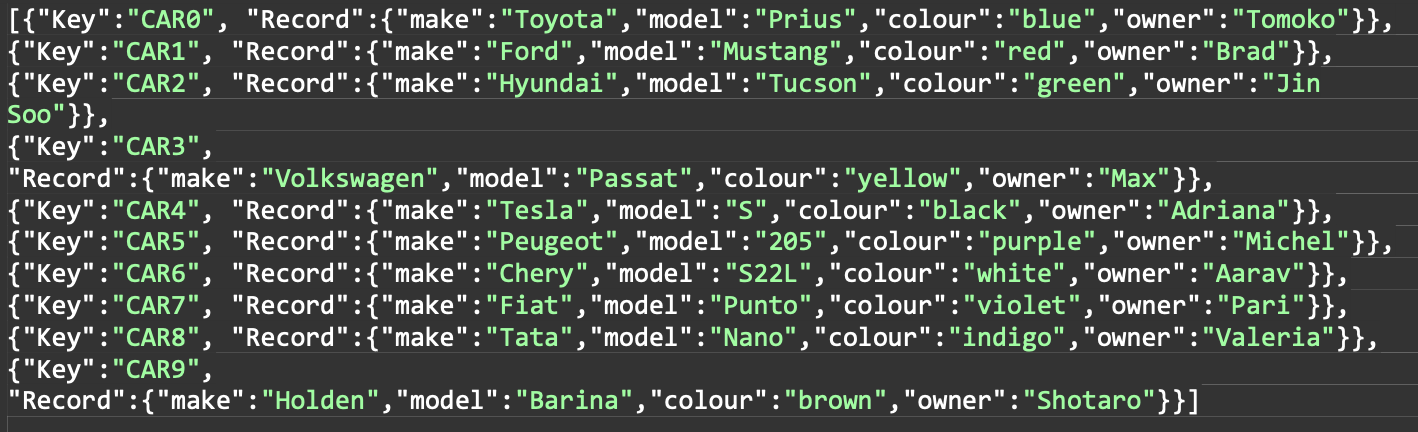 [{"Key":"CAR0", "Record":{"make":"Toyota","model":"Prius","colour":"blue","owner":"Tomoko"}},
{"Key":"CAR1", "Record":{"make":"Ford","model":"Mustang","colour":"red","owner":"Brad"}},
{"Key":"CAR2", "Record":{"make":"Hyundai","model":"Tucson","colour":"green","owner":"Jin
Soo"}},
{"Key":"CAR3",
"Record":{"make":"Volkswagen","model":"Passat","colour":"yellow","owner":"Max"}},
{"Key":"CAR4", "Record":{"make":"Tesla","model":"S","colour":"black","owner":"Adriana"}},
{"Key":"CAR5", "Record":{"make":"Peugeot","model":"205","colour":"purple","owner":"Michel"}},
{"Key":"CAR6", "Record":{"make":"Chery","model":"S22L","colour":"white","owner":"Aarav"}},
{"Key":"CAR7", "Record":{"make":"Fiat","model":"Punto","colour":"violet","owner":"Pari"}},
{"Key":"CAR8", "Record":{"make":"Tata","model":"Nano","colour":"indigo","owner":"Valeria"}},
{"Key":"CAR9",
"Record":{"make":"Holden","model":"Barina","colour":"brown","owner":"Shotaro"}}]